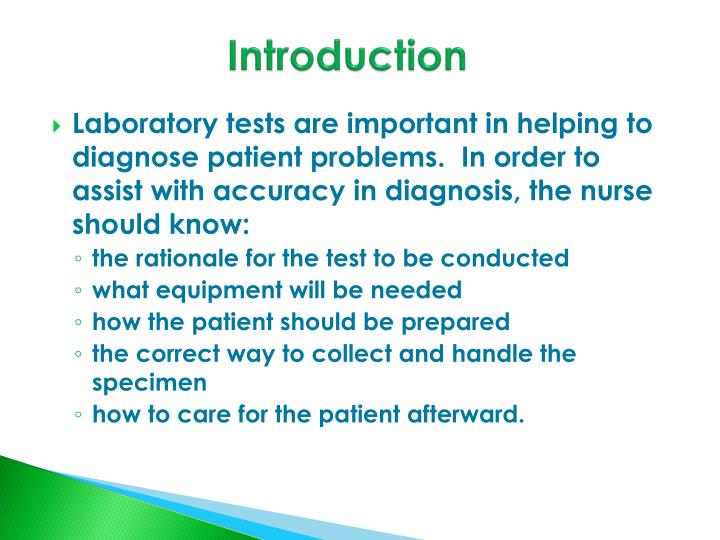 Introduction
Laboratory tests are important in helping to
diagnose patient problems.  In order to
assist with accuracy in diagnosis, the nurse
should know:
the rationale for the test to be conducted
what equipment will be needed
how the patient should be prepared
the correct way to collect and handle the
specimen
how to care for the patient afterward.